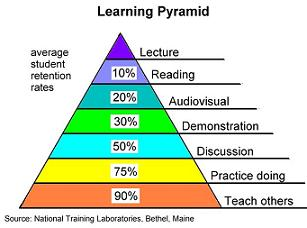 Learning Pyramid
average
student
retention
rates
Lecture
10% Reading
20% Audiovisual
30% Demonstration
50% Discussion
75% Practice doing
90% Teach others
Source: National Training Laboratories, Bethel, Maine